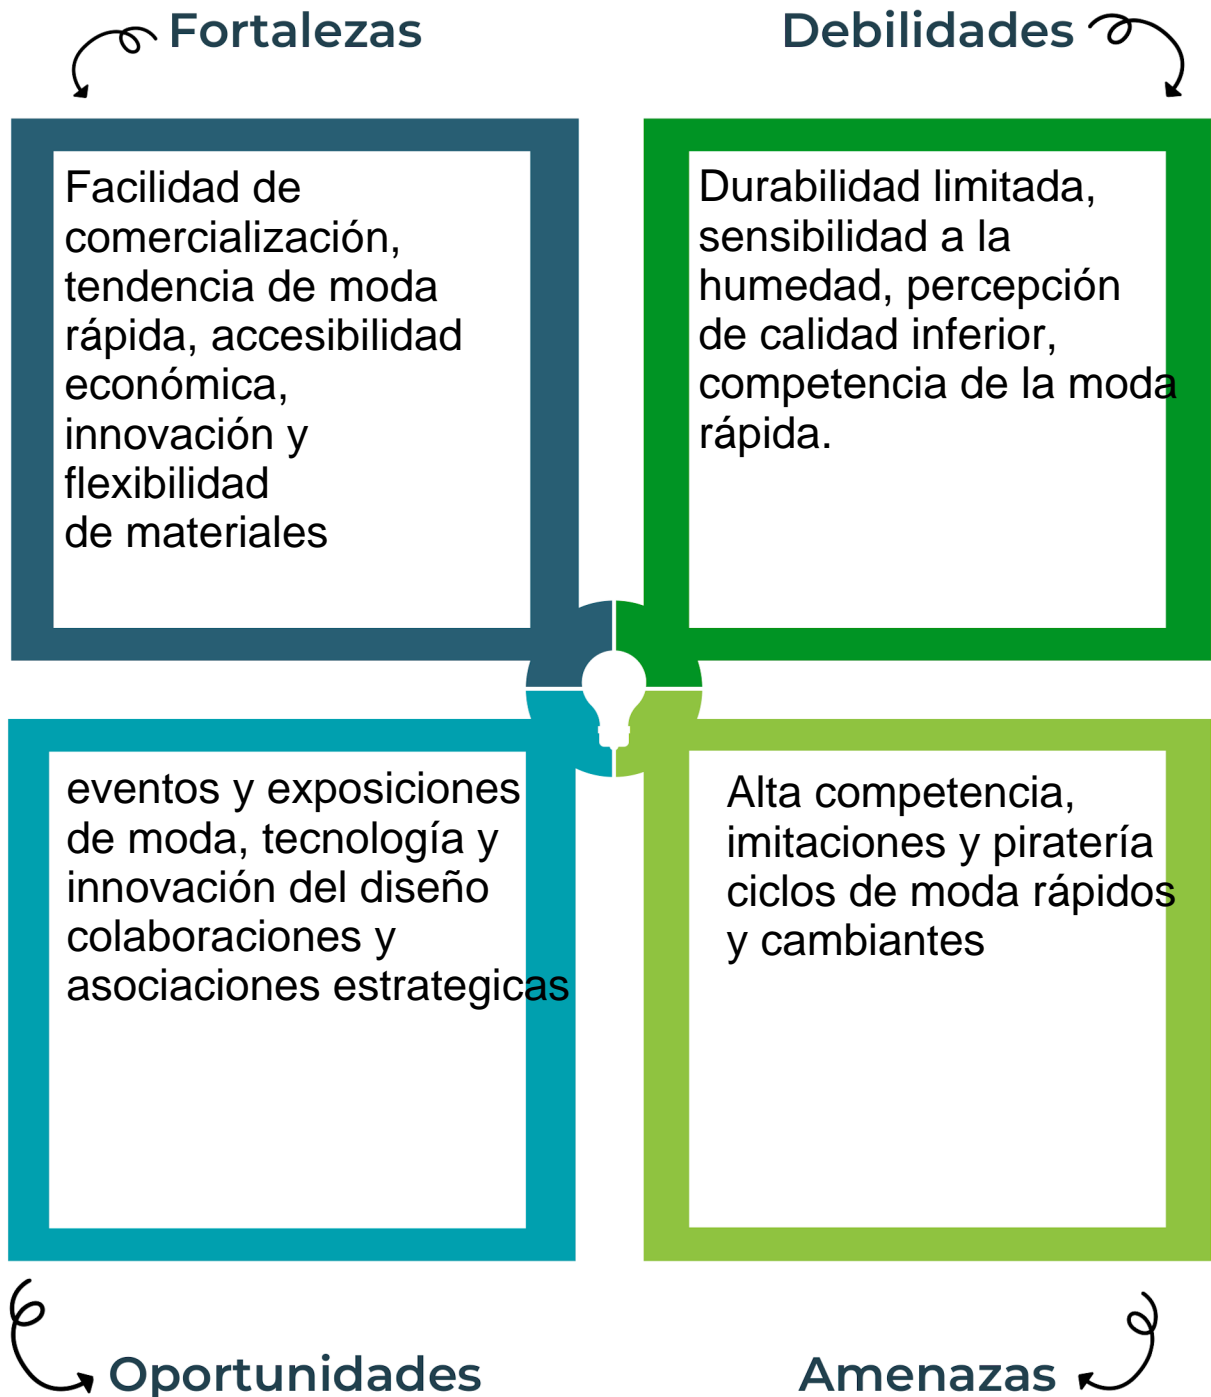 Fortalezas
Facilidad de
comercialización,
tendencia de moda
rápida, accesibilidad
económica,
innovación y
flexibilidad
de materiales
Debilidades
Durabilidad limitada,
sensibilidad a la
humedad, percepción
de calidad inferior,
competencia de la moda
rápida.
eventos y exposiciones
de moda, tecnología y
innovación del diseño
colaboraciones y
asociaciones estrategicas
Oportunidades
Alta competencia,
imitaciones y piratería
ciclos de moda rápidos
y cambiantes
Amenazas